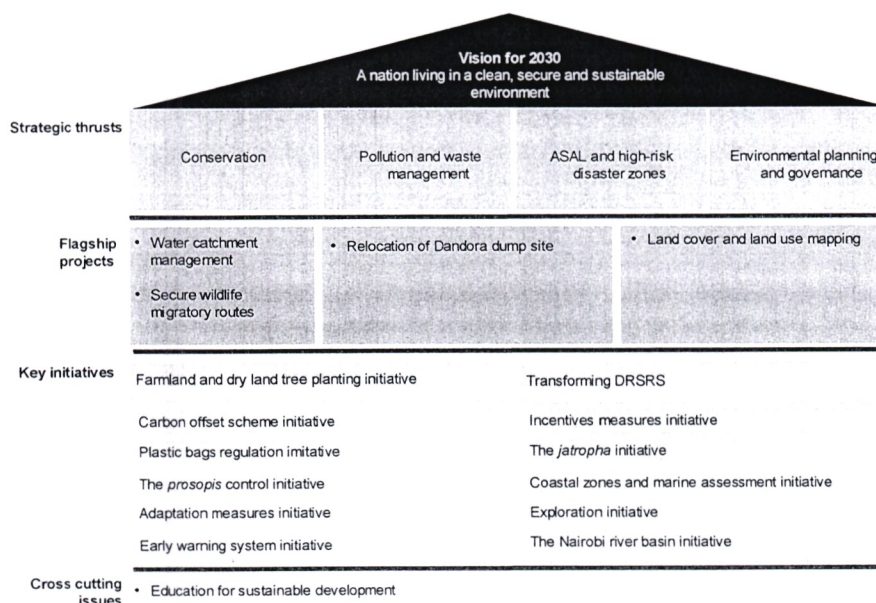 Vision for 2030
A nation living in a clean, secure and sustainable
environment
Strategic thrusts
Conservation
Pollution and waste
management
ASAL and high-risk
disaster zones
Environmental planning
and governance
Flagship
projects
• Water catchment
management
• Secure wildlife
migratory routes
• Relocation of Dandora dump site
• Land cover and land use mapping
Key initiatives
Farmland and dry land tree planting initiative
Transforming DRSRS
Carbon offset scheme initiative
Incentives measures initiative
Plastic bags regulation imitative
The jatropha initiative
The prosopis control initiative
Coastal zones and marine assessment initiative
Adaptation measures initiative
Exploration initiative
Early warning system initiative
The Nairobi river basin initiative
Cross cutting
issues
• Education for sustainable development